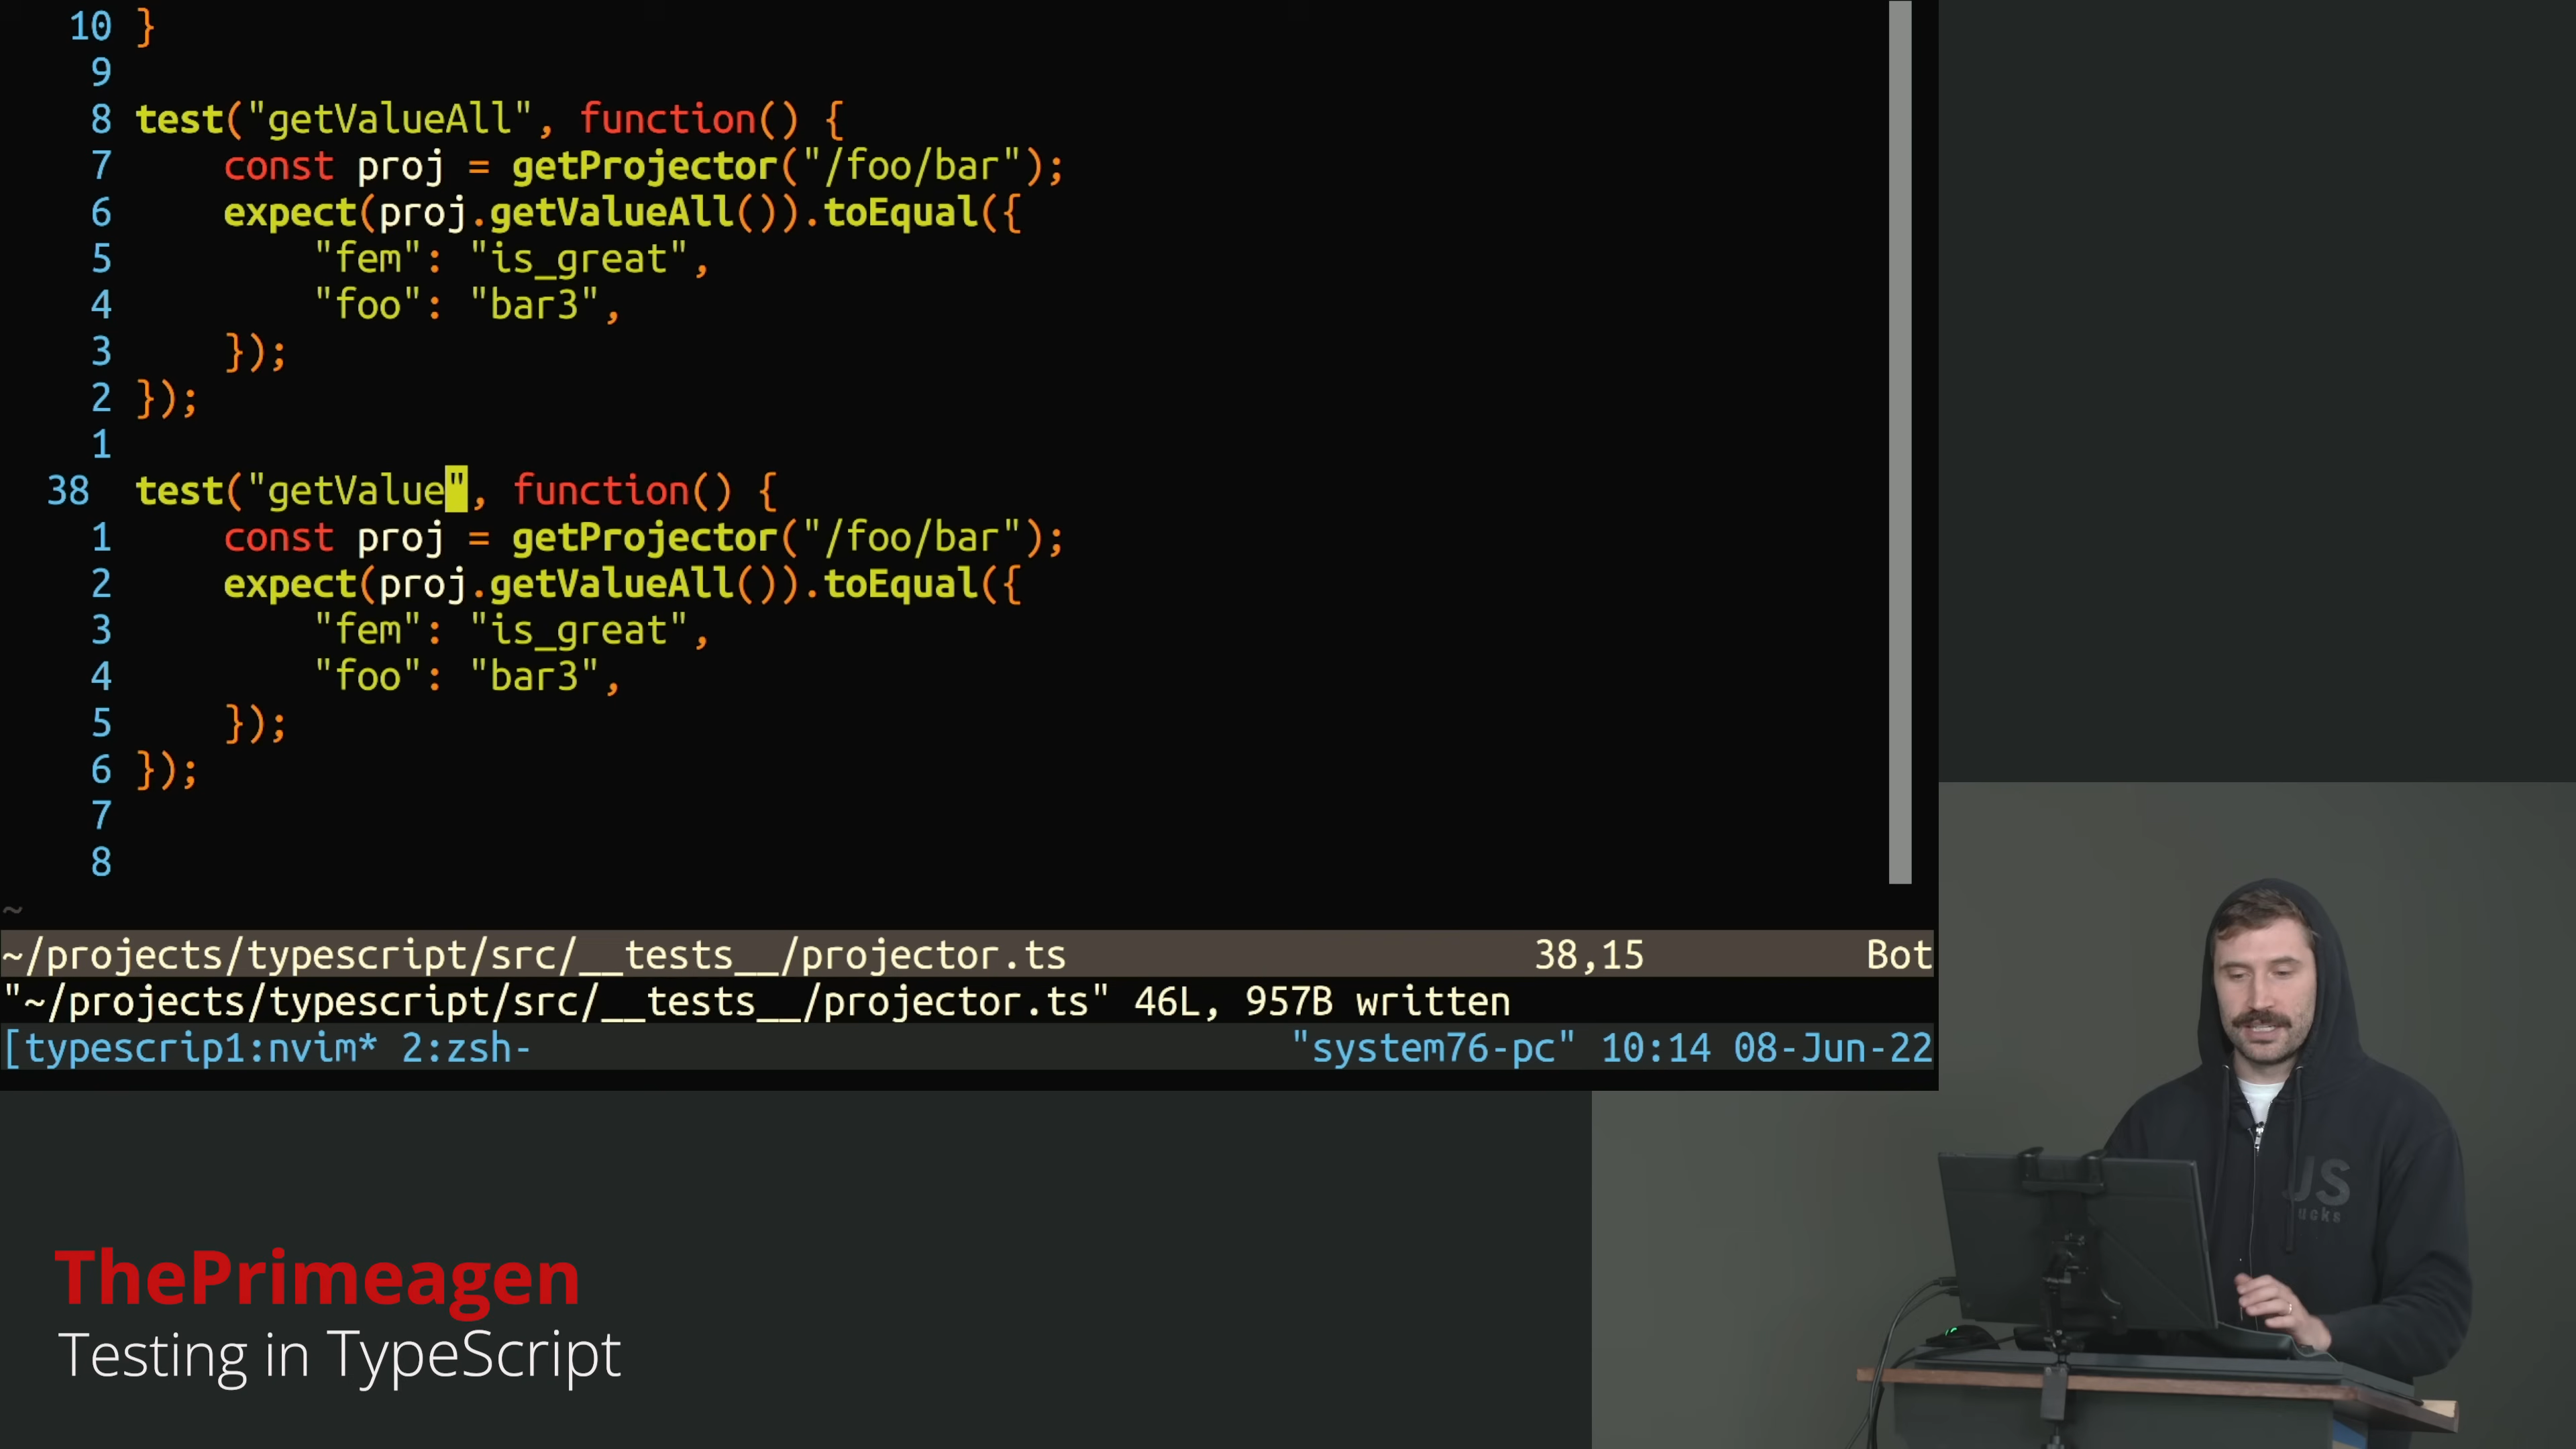 10 }
9
8 test("getValueAll", function() {
7 const proj = getProjector("/foo/bar");
6 expect(proj.getValueAll()).toEqual({
5 "fem": "is_great",
4 "foo": "bar3",
3 });
2 });
1
38 test("getValue", function() {
1 const proj = getProjector("/foo/bar");
2 expect(proj.getValueAll()).toEqual({
3 "fem": "is_great",
4 "foo": "bar3",
5 });
6 });
7
8
~
~/projects/typescript/src/__tests__/projector.ts 38,15 Bot
"~/projects/typescript/src/__tests__/projector.ts" 46L, 957B written
[typescrip1:nvim* 2:zsh- "system76-pc" 10:14 08-Jun-22
JS
ThePrimeagen
Testing in TypeScript